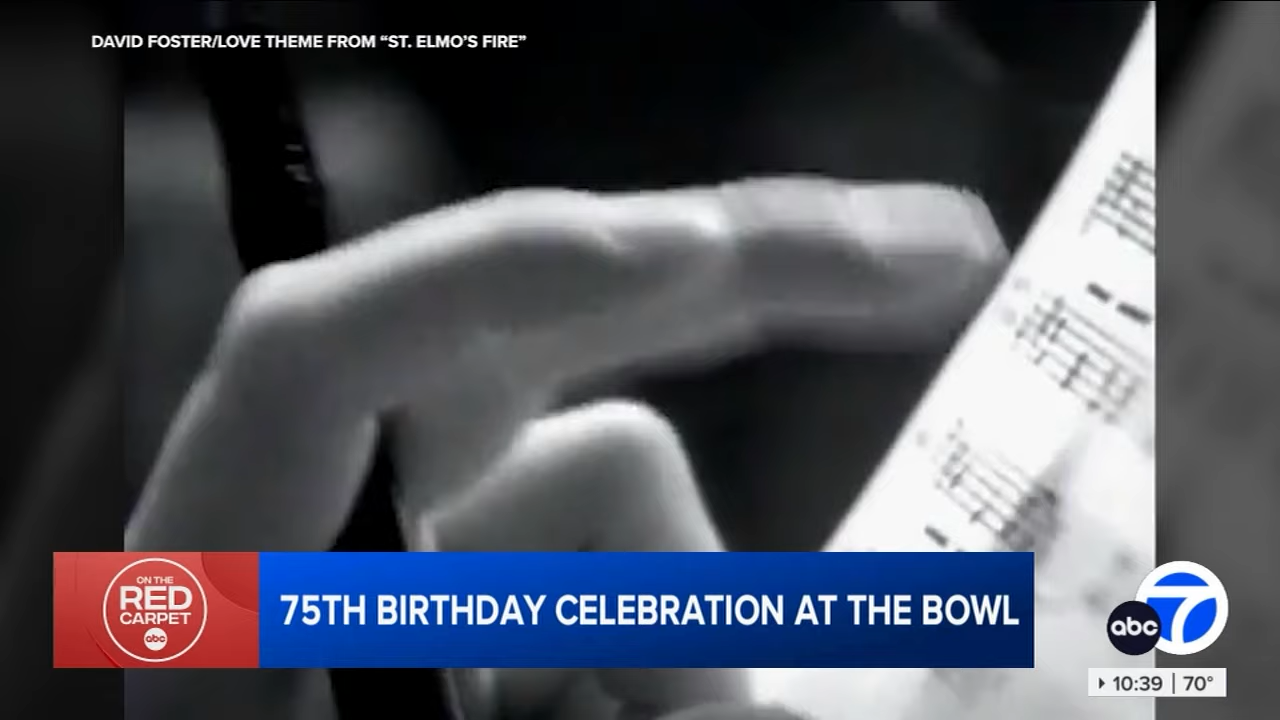 DAVID FOSTER/LOVE THEME FROM “ST. ELMO’S FIRE”
ON THE
RED
CARPET
abc
75TH BIRTHDAY CELEBRATION AT THE BOWL
abc 7
10:39 | 70°